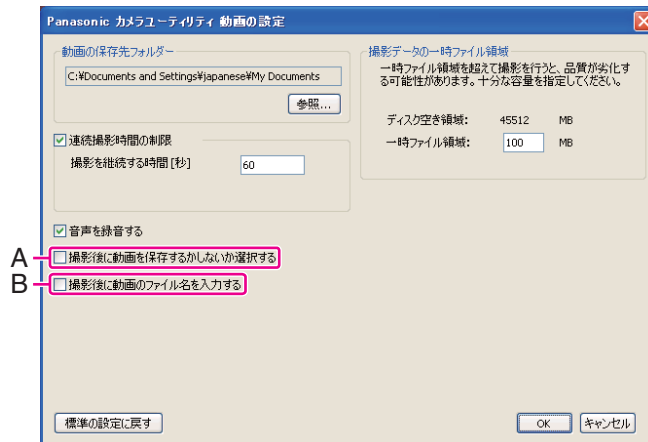 Panasonic カメラユーティリティ 動画の設定
動画の保存先フォルダー
C:¥Documents and Settings¥japanese¥My Documents
参照...
連続撮影時間の制限
撮影を継続する時間[秒] 60
音声を録音する
A 撮影後に動画を保存するかしないか選択する
B 撮影後に動画のファイル名を入力する
撮影データの一時ファイル領域
一時ファイル領域を超えて撮影を行うと、品質が劣化す
る可能性があります。十分な容量を指定してください。
ディスク空き領域: 45512 MB
一時ファイル領域: 100 MB
標準の設定に戻す
OK
キャンセル